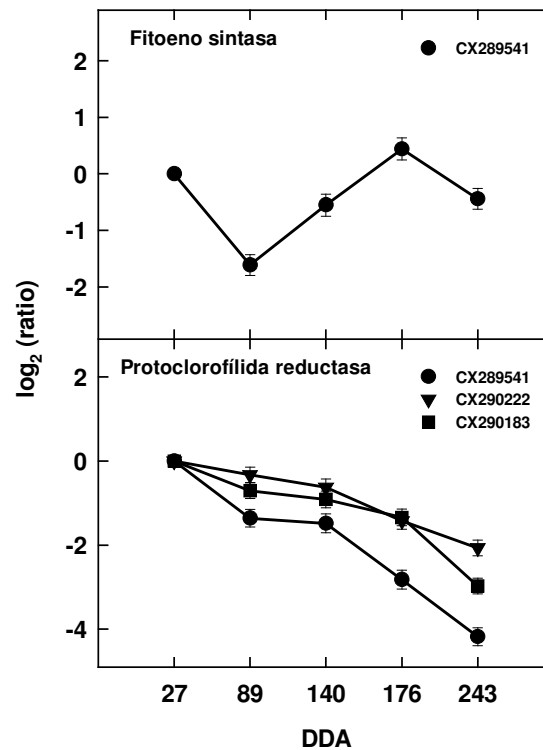 Fitoeno sintasa
CX289541
2
1
0
-1
-2
log2 (ratio)
Protoclorofílida reductasa
CX289541
CX290222
CX290183
2
0
-2
-4
27 89 140 176 243
DDA